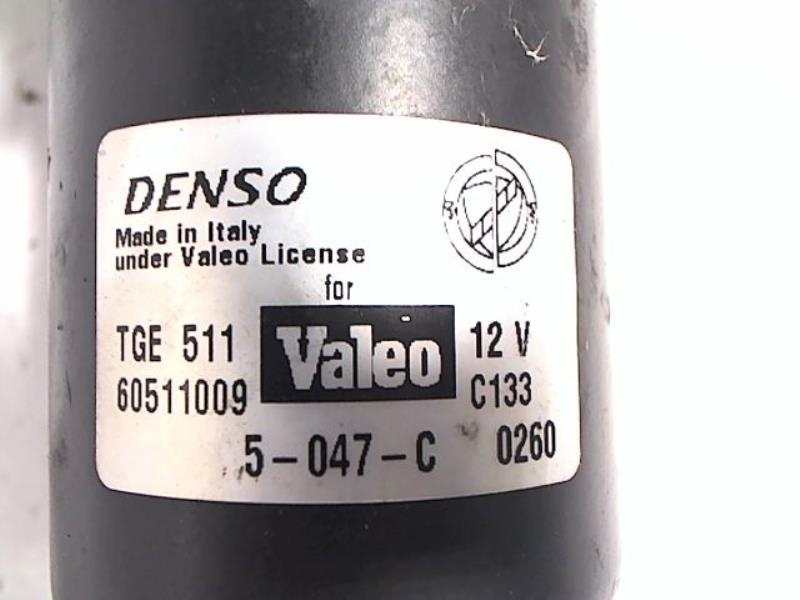 DENSO
Made in Italy
under Valeo License
for
TGE 511 Valeo 12 V
60511009 C133
5-047-C 0260